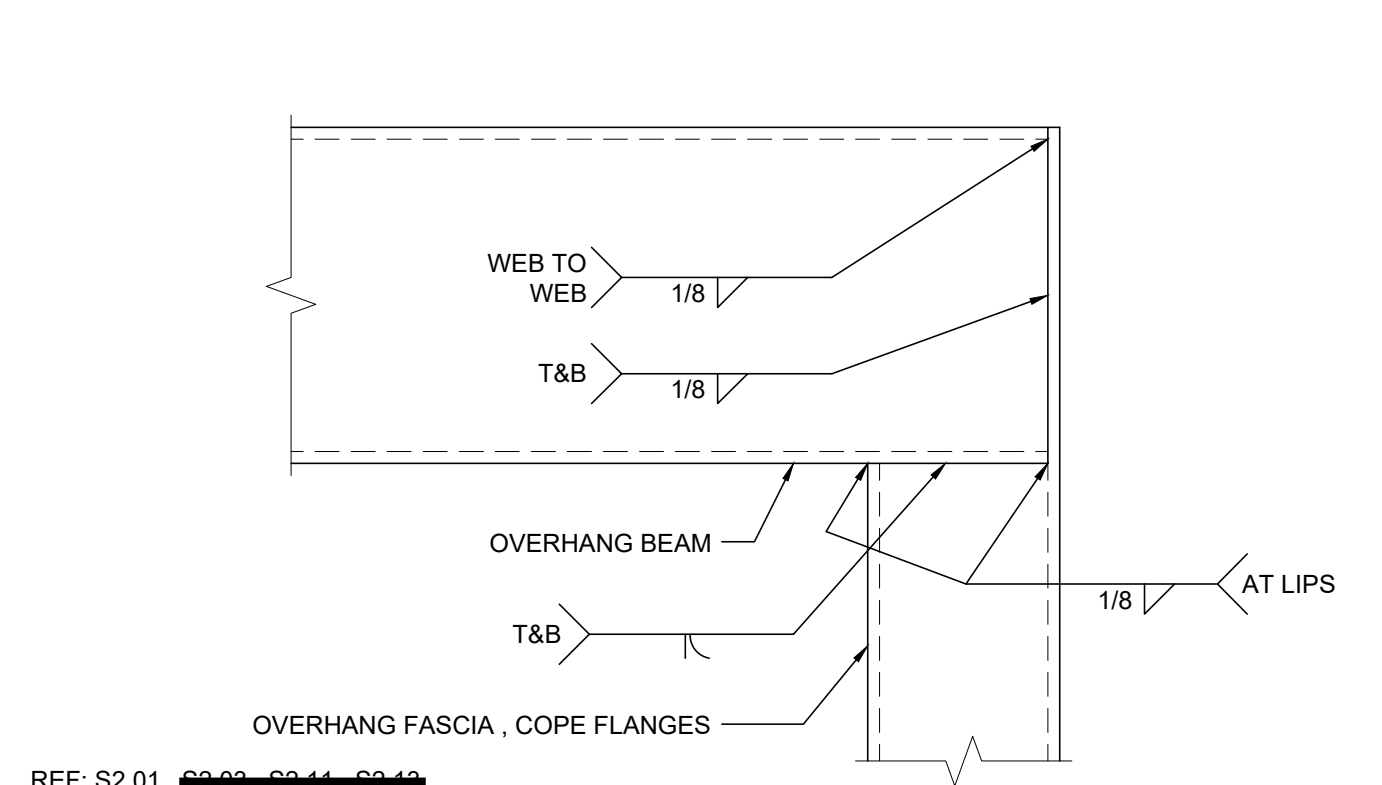 WEB TO
WEB
1/8
T&B
1/8
OVERHANG BEAM
AT LIPS
1/8
T&B
OVERHANG FASCIA , COPE FLANGES
REF: S2.01